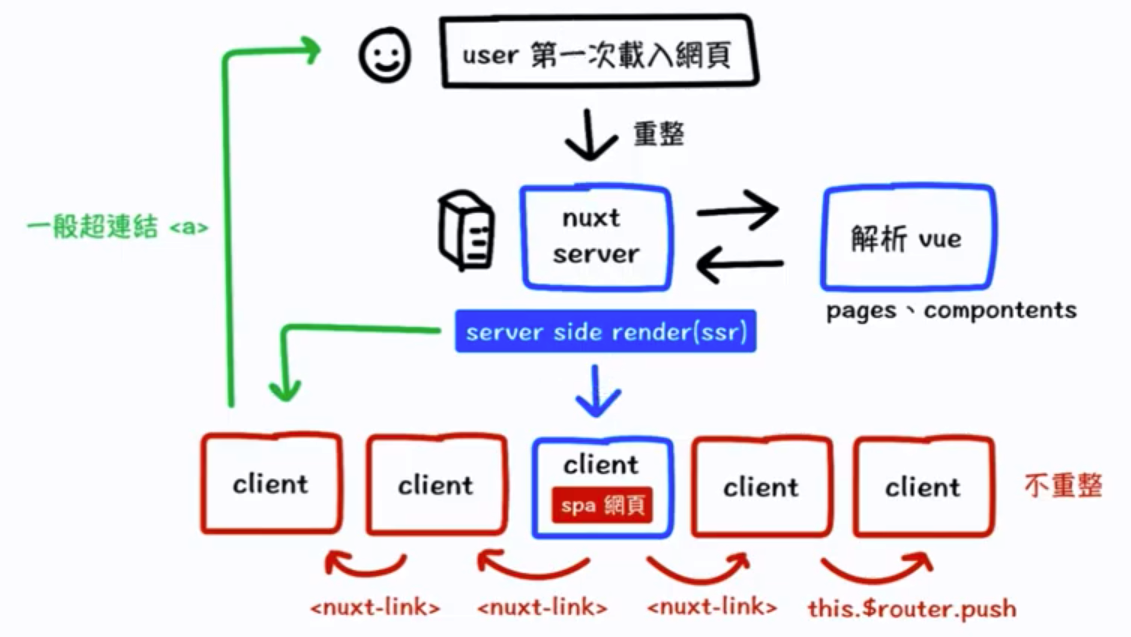 user 第一次載入網頁
重整
nuxt
server
解析 vue
一般超連結 <a>
pages、compontents
server side render(ssr)
client
client
client
spa 網頁
client
client
不重整
<nuxt-link>
<nuxt-link>
<nuxt-link>
this.$router.push